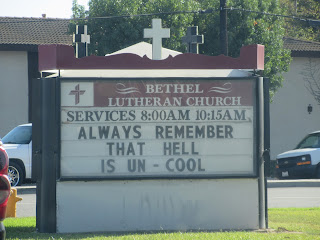 BETHEL
LUTHERAN CHURCH
SERVICES 8:00AM 10:15AM
ALWAYS REMEMBER
THAT HELL
IS UN - COOL